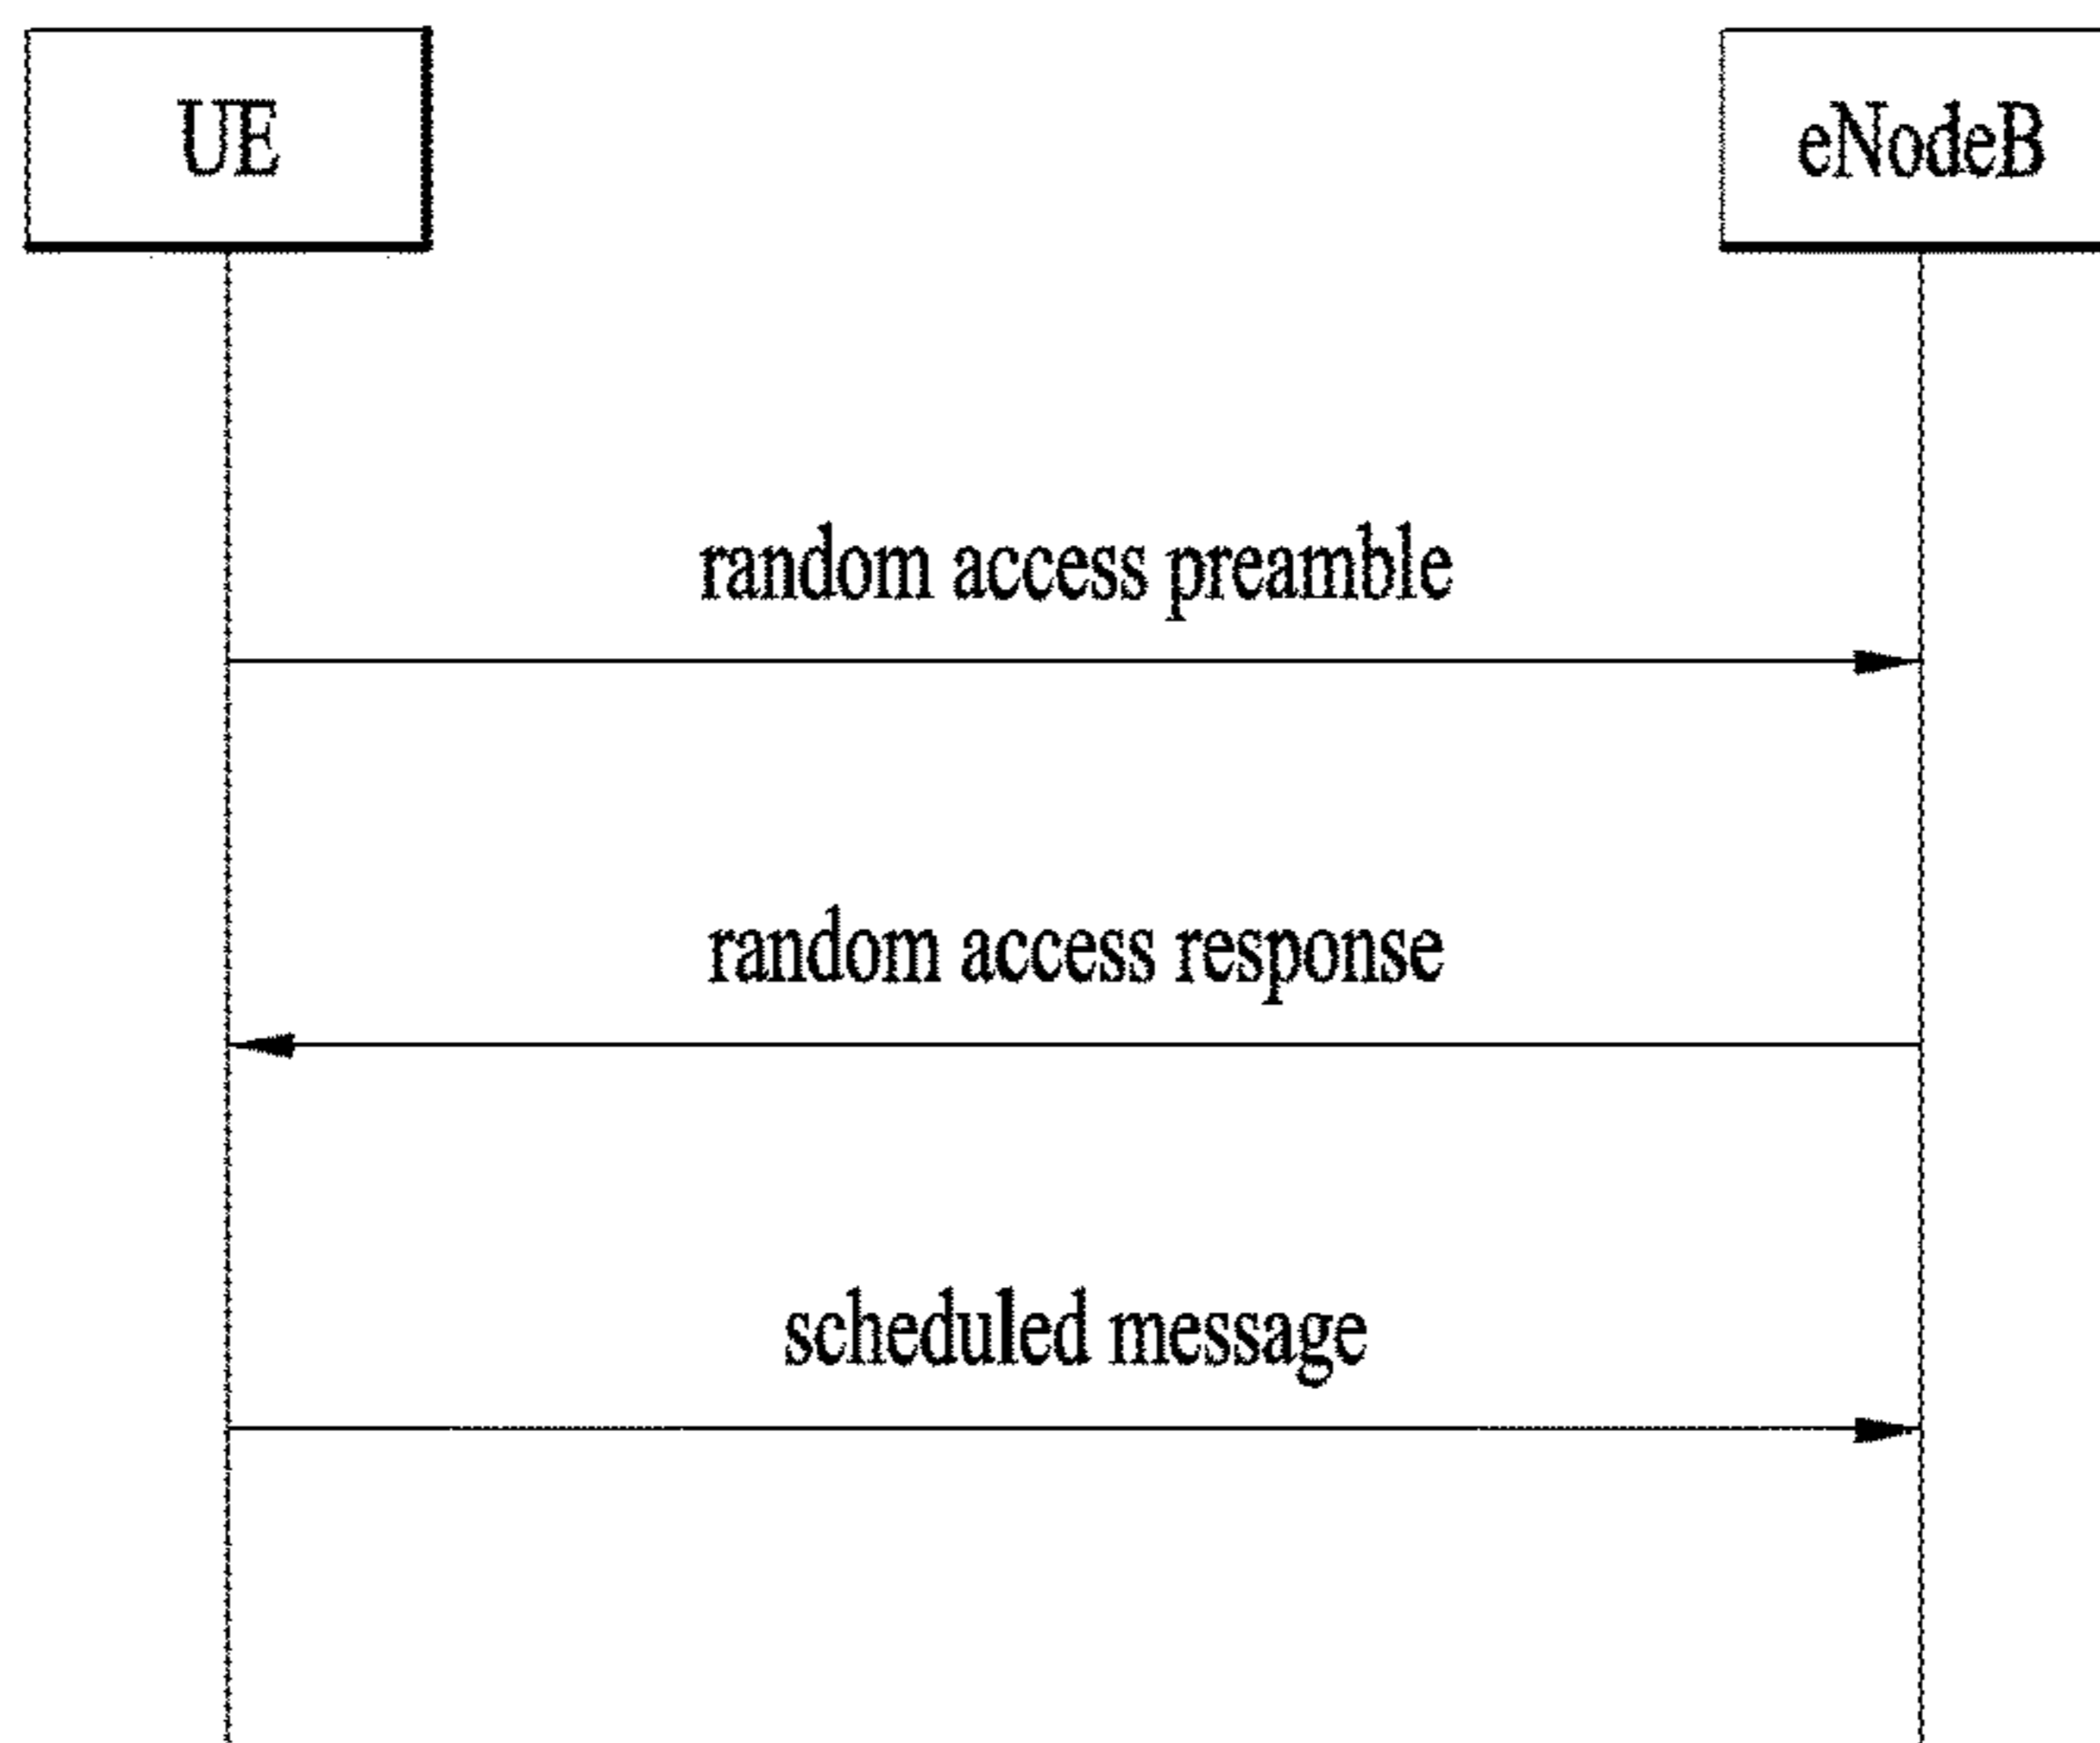 UE
eNodeB
random access preamble
random access response
scheduled message